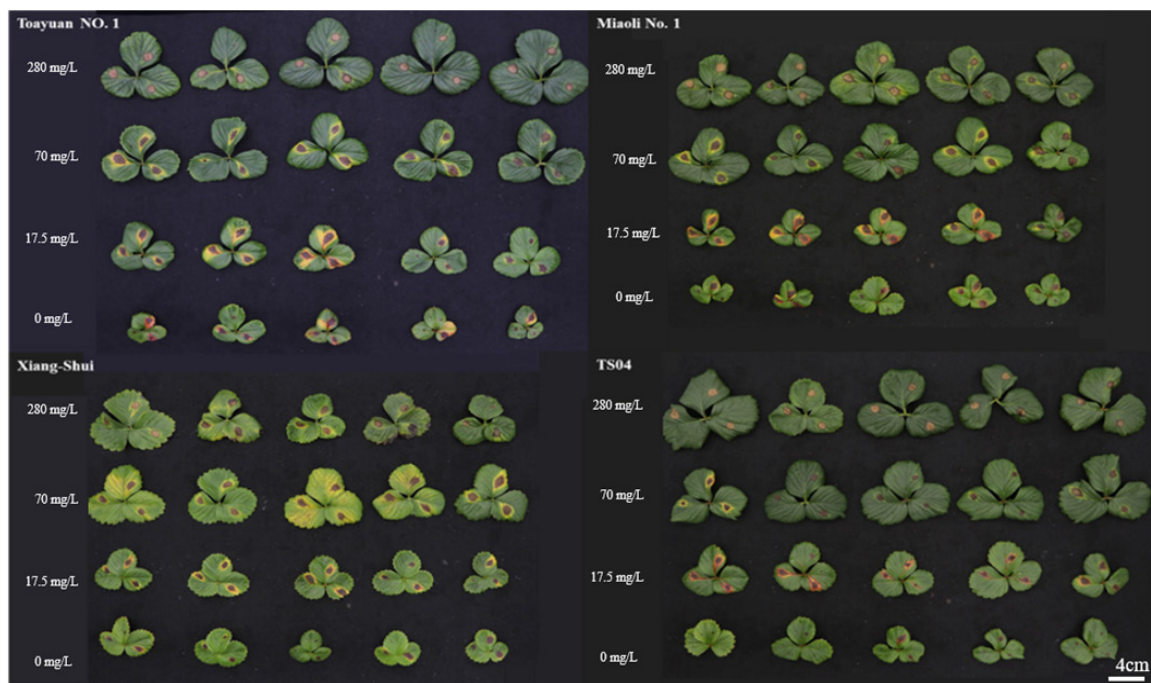 Toayuan NO. 1
280 mg/L
70 mg/L
17.5 mg/L
0 mg/L
Miaoli No. 1
280 mg/L
70 mg/L
17.5 mg/L
0 mg/L
Xiang-Shui
280 mg/L
70 mg/L
17.5 mg/L
0 mg/L
TS04
280 mg/L
70 mg/L
17.5 mg/L
0 mg/L
4cm